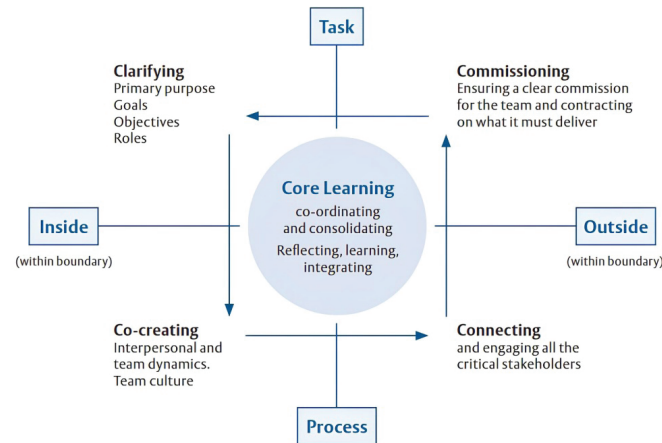 Task
Clarifying
Primary purpose
Goals
Objectives
Roles
Commissioning
Ensuring a clear commission
for the team and contracting
on what it must deliver
Core Learning
co-ordinating
and consolidating
Reflecting, learning,
integrating
Inside
(within boundary)
Outside
(within boundary)
Co-creating
Interpersonal and
team dynamics.
Team culture
Connecting
and engaging all the
critical stakeholders
Process